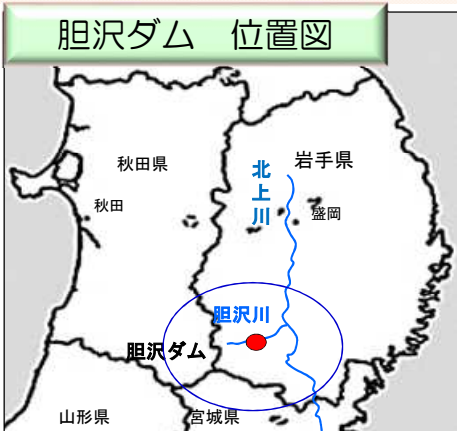 胆沢ダム　位置図
秋田県
岩手県
北上川
秋田
盛岡
胆沢川
胆沢ダム
山形県
宮城県